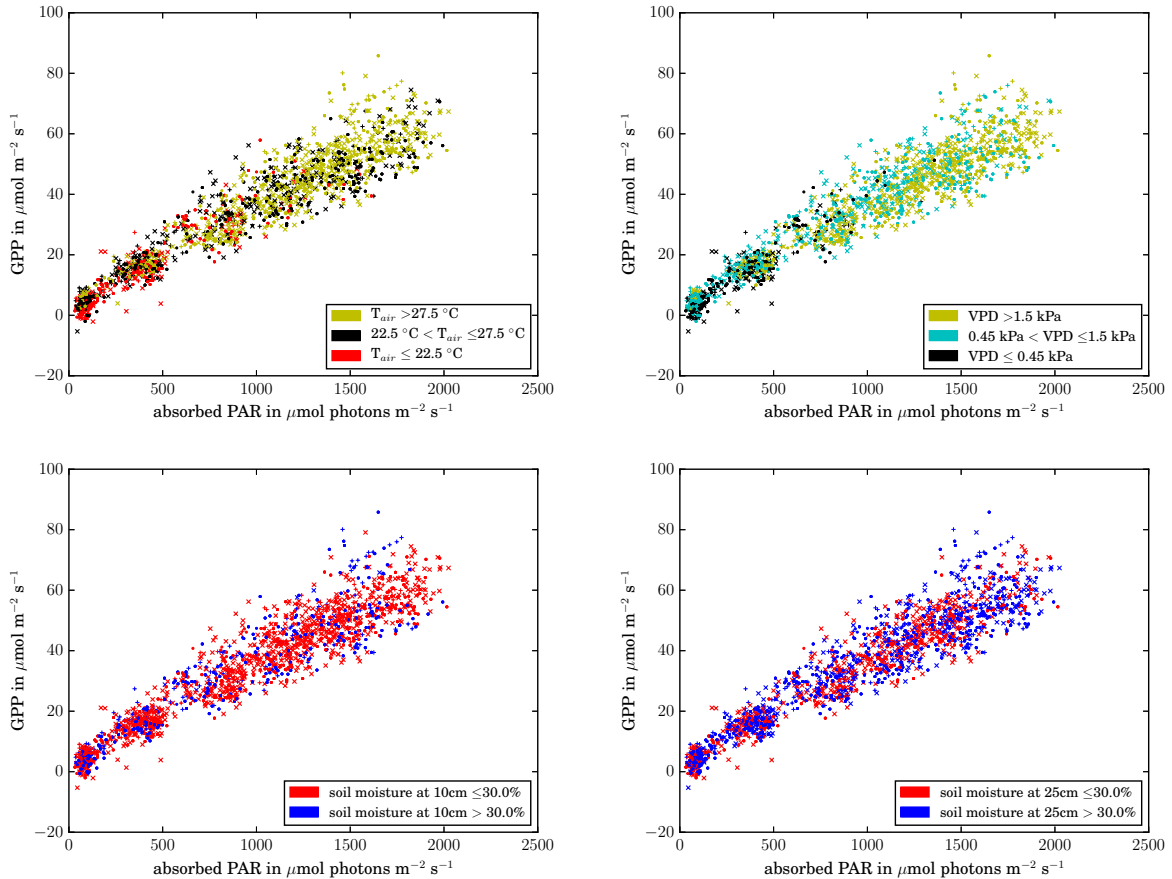 100
80
60
40
20
0
−20
0 500 1000 1500 2000 2500
GPP in μmol m⁻² s⁻¹
absorbed PAR in μmol photons m⁻² s⁻¹
T_air >27.5 °C
22.5 °C < T_air ≤27.5 °C
T_air ≤ 22.5 °C
100
80
60
40
20
0
−20
0 500 1000 1500 2000 2500
GPP in μmol m⁻² s⁻¹
absorbed PAR in μmol photons m⁻² s⁻¹
VPD >1.5 kPa
0.45 kPa < VPD ≤1.5 kPa
VPD ≤ 0.45 kPa
100
80
60
40
20
0
−20
0 500 1000 1500 2000 2500
GPP in μmol m⁻² s⁻¹
absorbed PAR in μmol photons m⁻² s⁻¹
soil moisture at 10cm ≤30.0%
soil moisture at 10cm > 30.0%
100
80
60
40
20
0
−20
0 500 1000 1500 2000 2500
GPP in μmol m⁻² s⁻¹
absorbed PAR in μmol photons m⁻² s⁻¹
soil moisture at 25cm ≤30.0%
soil moisture at 25cm > 30.0%